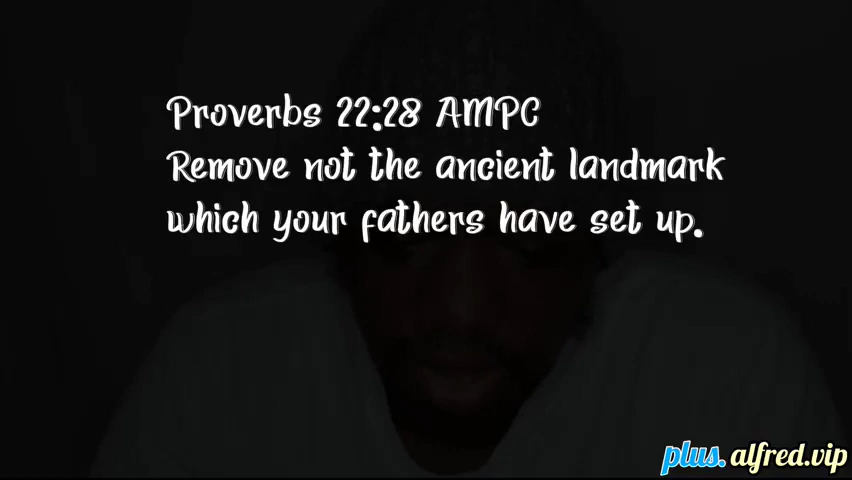 Proverbs 22:28 AMPC
Remove not the ancient landmark
which your fathers have set up.
plus. alfred.vip